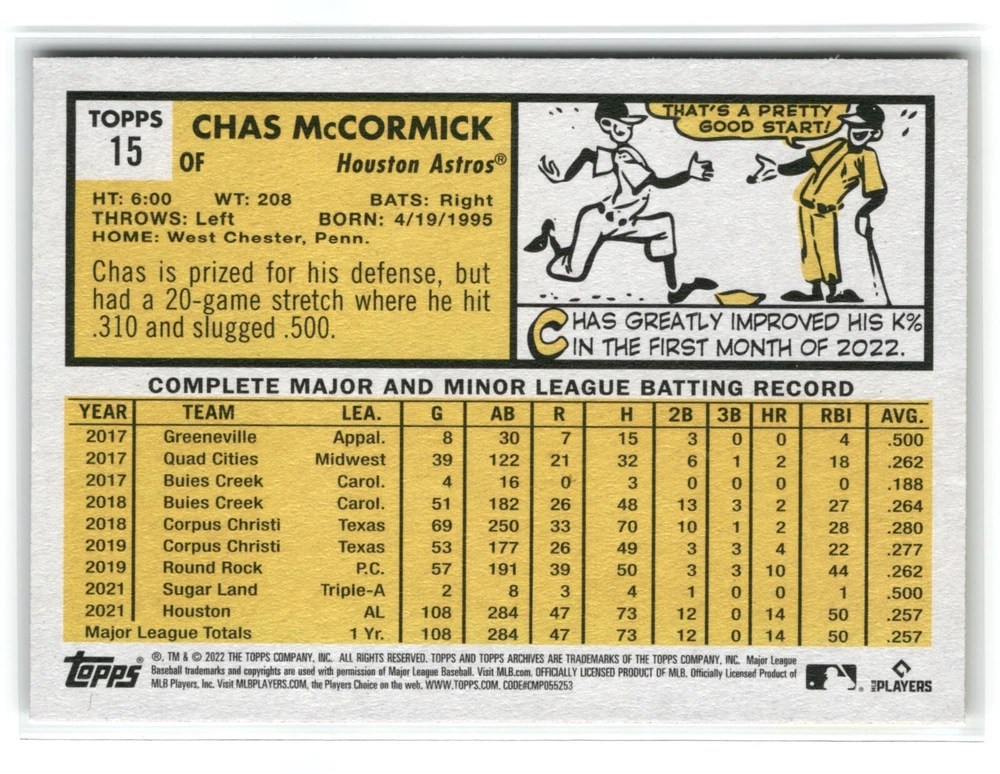 TOPPS
15
CHAS McCORMICK
OF
Houston Astros®
HT: 6:00 WT: 208 BATS: Right
THROWS: Left BORN: 4/19/1995
HOME: West Chester, Penn.
Chas is prized for his defense, but
had a 20-game stretch where he hit
.310 and slugged .500.
THAT'S A PRETTY
GOOD START!
CHAS GREATLY IMPROVED HIS K%
IN THE FIRST MONTH OF 2022.
COMPLETE MAJOR AND MINOR LEAGUE BATTING RECORD
YEAR TEAM LEA. G AB R H 2B 3B HR RBI AVG.
2017 Greeneville Appal. 8 30 7 15 3 0 0 4 .500
2017 Quad Cities Midwest 39 122 21 32 6 1 2 18 .262
2017 Buies Creek Carol. 4 16 0 3 0 0 0 0 .188
2018 Buies Creek Carol. 51 182 26 48 13 3 2 27 .264
2018 Corpus Christi Texas 69 250 33 70 10 1 2 28 .280
2019 Corpus Christi Texas 53 177 26 49 3 3 4 22 .277
2019 Round Rock P.C. 57 191 39 50 3 3 10 44 .262
2021 Sugar Land Triple-A 2 8 3 4 1 0 0 1 .500
2021 Houston AL 108 284 47 73 12 0 14 50 .257
Major League Totals 1 Yr. 108 284 47 73 12 0 14 50 .257
topps®
®, TM & © 2022 THE TOPPS COMPANY, INC. ALL RIGHTS RESERVED. TOPPS AND TOPPS ARCHIVES ARE TRADEMARKS OF THE TOPPS COMPANY, INC. Major League
Baseball trademarks and copyrights are used with permission of Major League Baseball. Visit MLB.com. OFFICIALLY LICENSED PRODUCT OF MLB. Officially Licensed Product of
MLB Players, Inc. Visit MLBPLAYERS.COM, the Players Choice on the web. WWW.TOPPS.COM. CODE#CMP055253
MLB PLAYERS